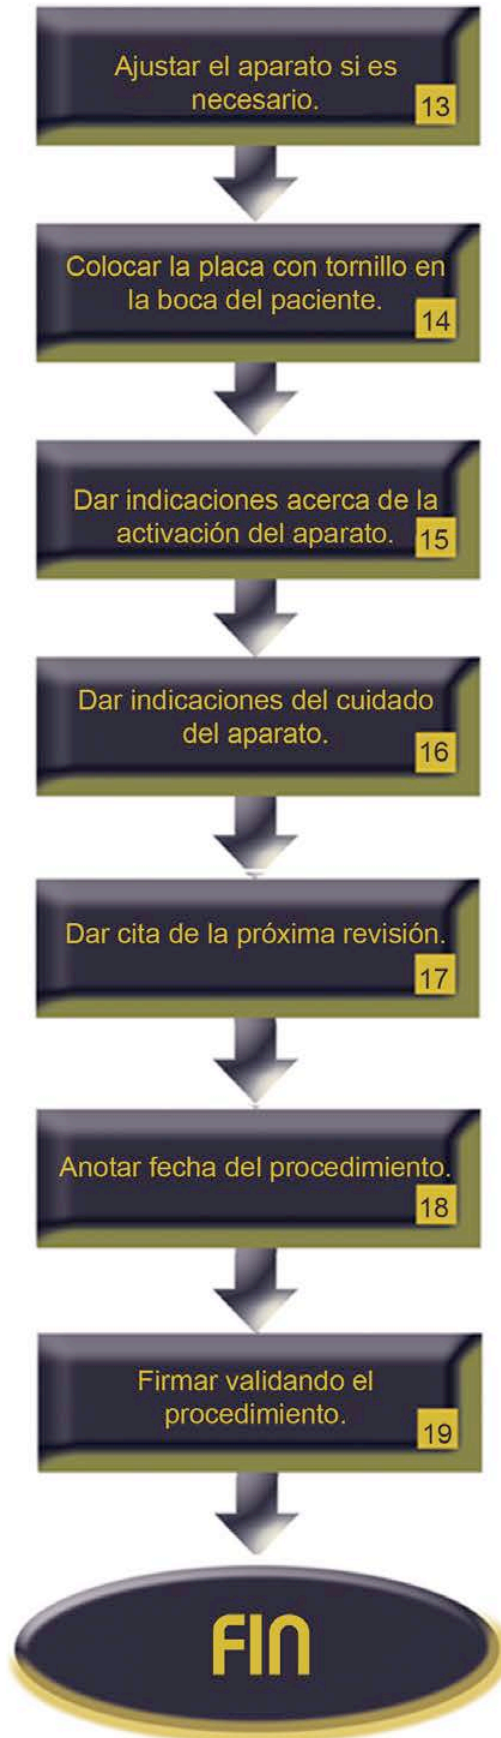 Ajustar el aparato si es
necesario.
13
Colocar la placa con tornillo en
la boca del paciente.
14
Dar indicaciones acerca de la
activación del aparato.
15
Dar indicaciones del cuidado
del aparato.
16
Dar cita de la próxima revisión.
17
Anotar fecha del procedimiento.
18
Firmar validando el
procedimiento.
19
FIN